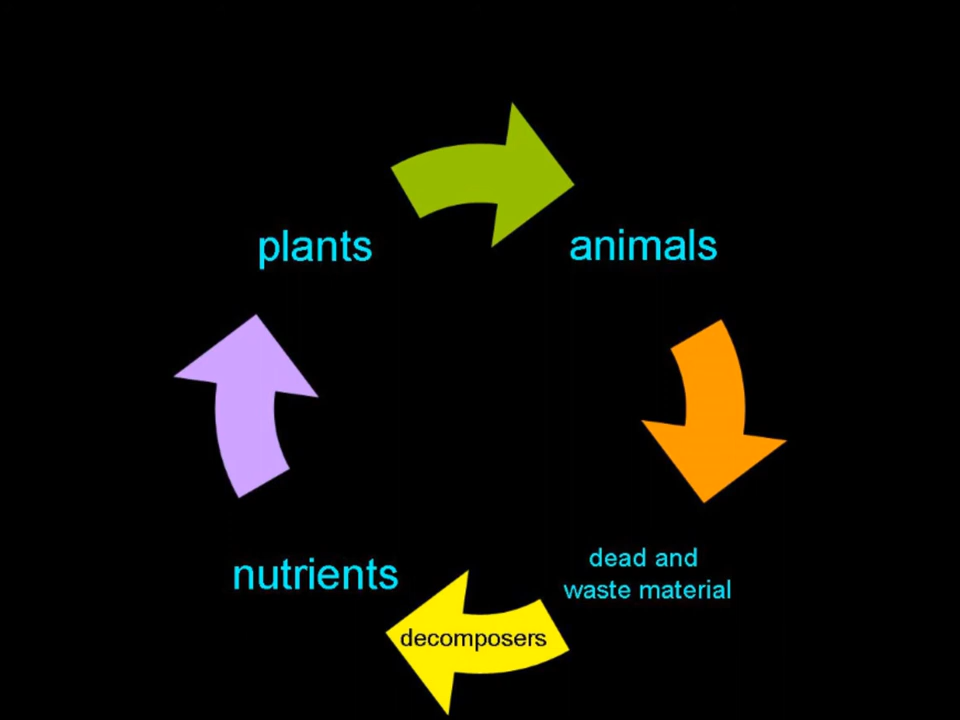 plants
animals
dead and
waste material
decomposers
nutrients